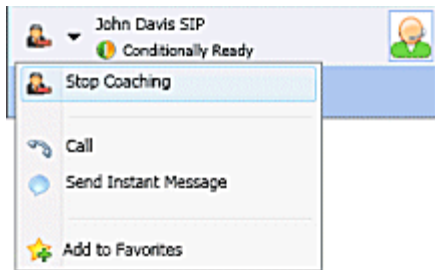 John Davis SIP
Conditionally Ready
Stop Coaching
Call
Send Instant Message
Add to Favorites